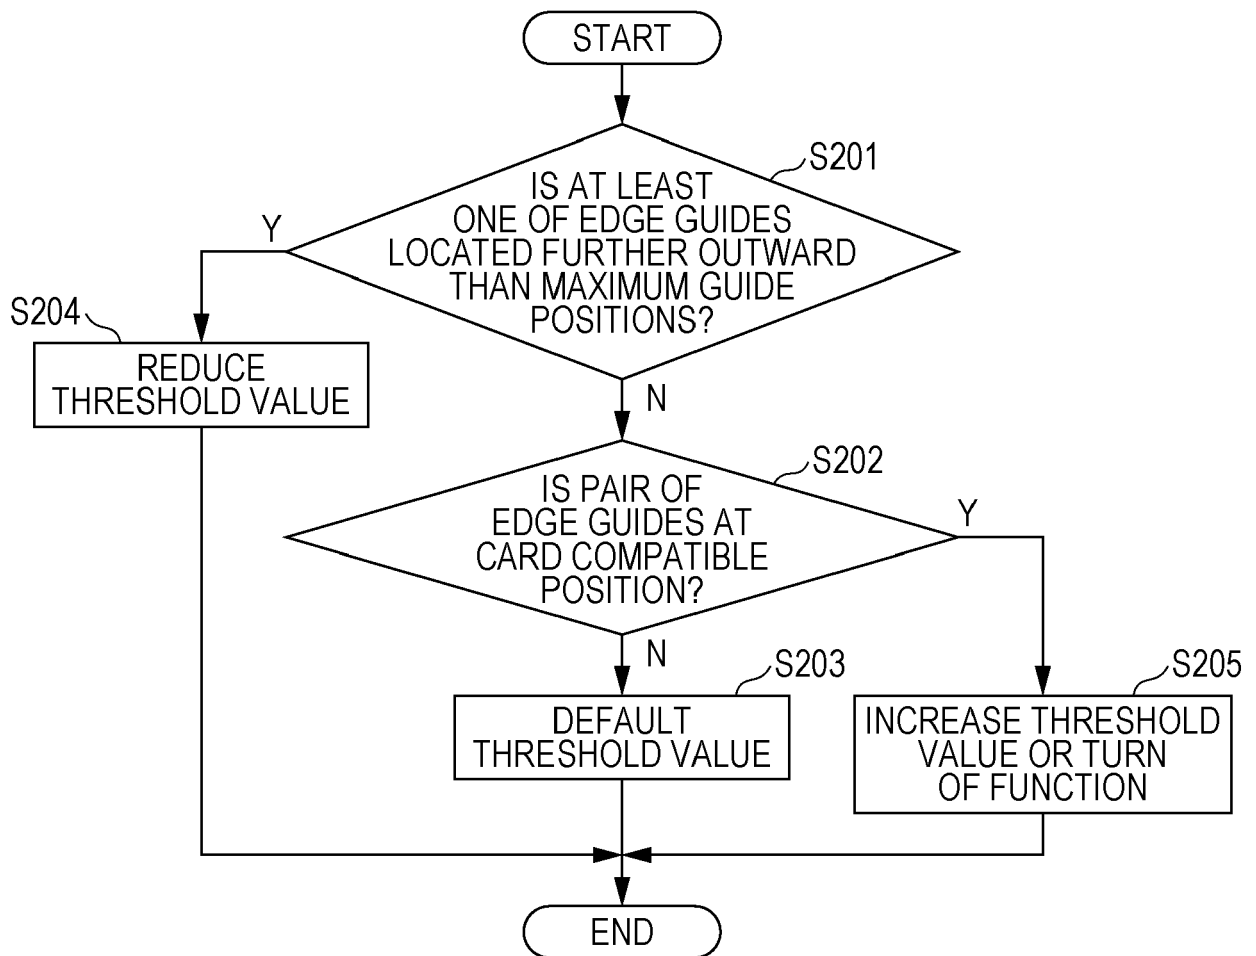 START
S201
IS AT LEAST
ONE OF EDGE GUIDES
LOCATED FURTHER OUTWARD
THAN MAXIMUM GUIDE
POSITIONS?
Y
S204
REDUCE
THRESHOLD VALUE
N
S202
IS PAIR OF
EDGE GUIDES AT
CARD COMPATIBLE
POSITION?
Y
N
S203
DEFAULT
THRESHOLD VALUE
S205
INCREASE THRESHOLD
VALUE OR TURN
OF FUNCTION
END